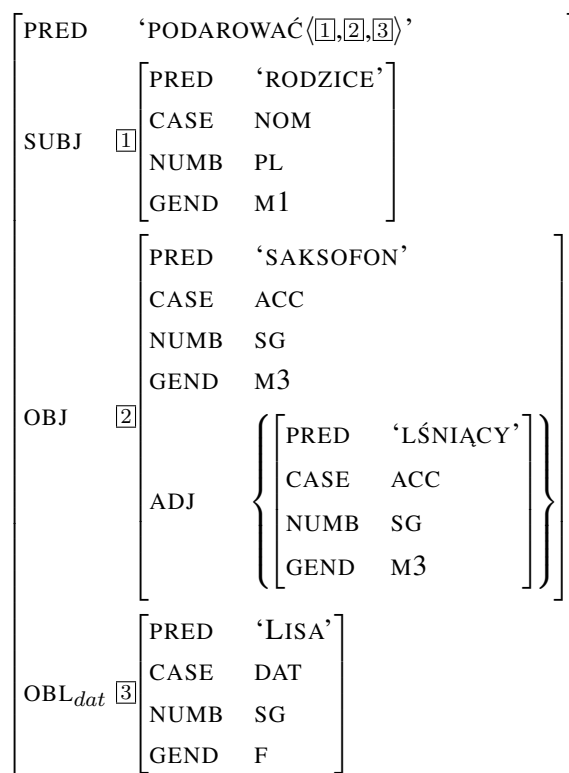 PRED ‘PODAROWAĆ⟨1,2,3⟩’
PRED ‘RODZICE’
CASE NOM
SUBJ 1
NUMB PL
GEND M1
PRED ‘SAKSOFON’
CASE ACC
NUMB SG
GEND M3
OBJ 2
PRED ‘LŚNIĄCY’
CASE ACC
ADJ
NUMB SG
GEND M3
PRED ‘LISA’
CASE DAT
OBLdat 3
NUMB SG
GEND F